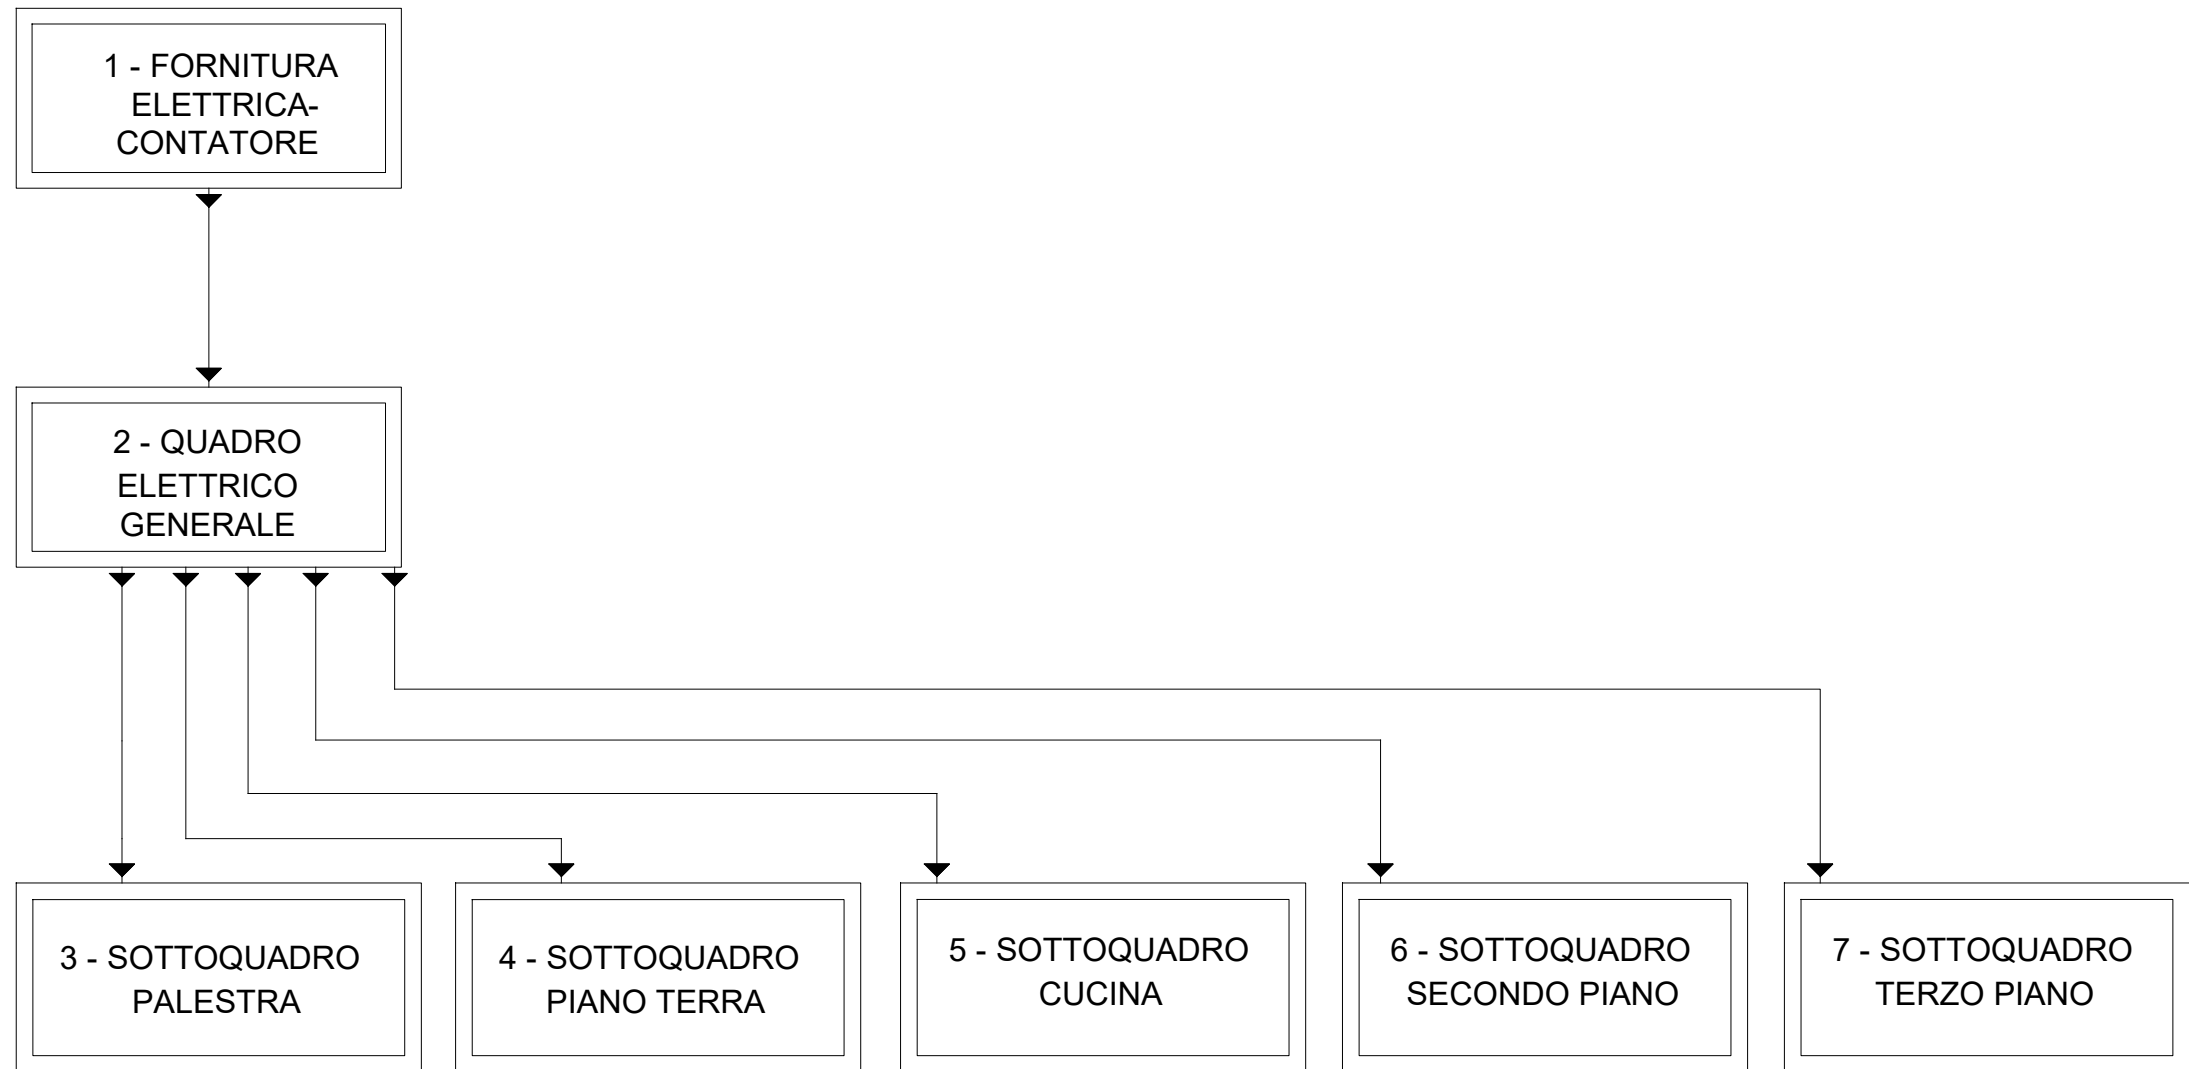 1 - FORNITURA
ELETTRICA-
CONTATORE
2 - QUADRO
ELETTRICO
GENERALE
3 - SOTTOQUADRO
PALESTRA
4 - SOTTOQUADRO
PIANO TERRA
5 - SOTTOQUADRO
CUCINA
6 - SOTTOQUADRO
SECONDO PIANO
7 - SOTTOQUADRO
TERZO PIANO